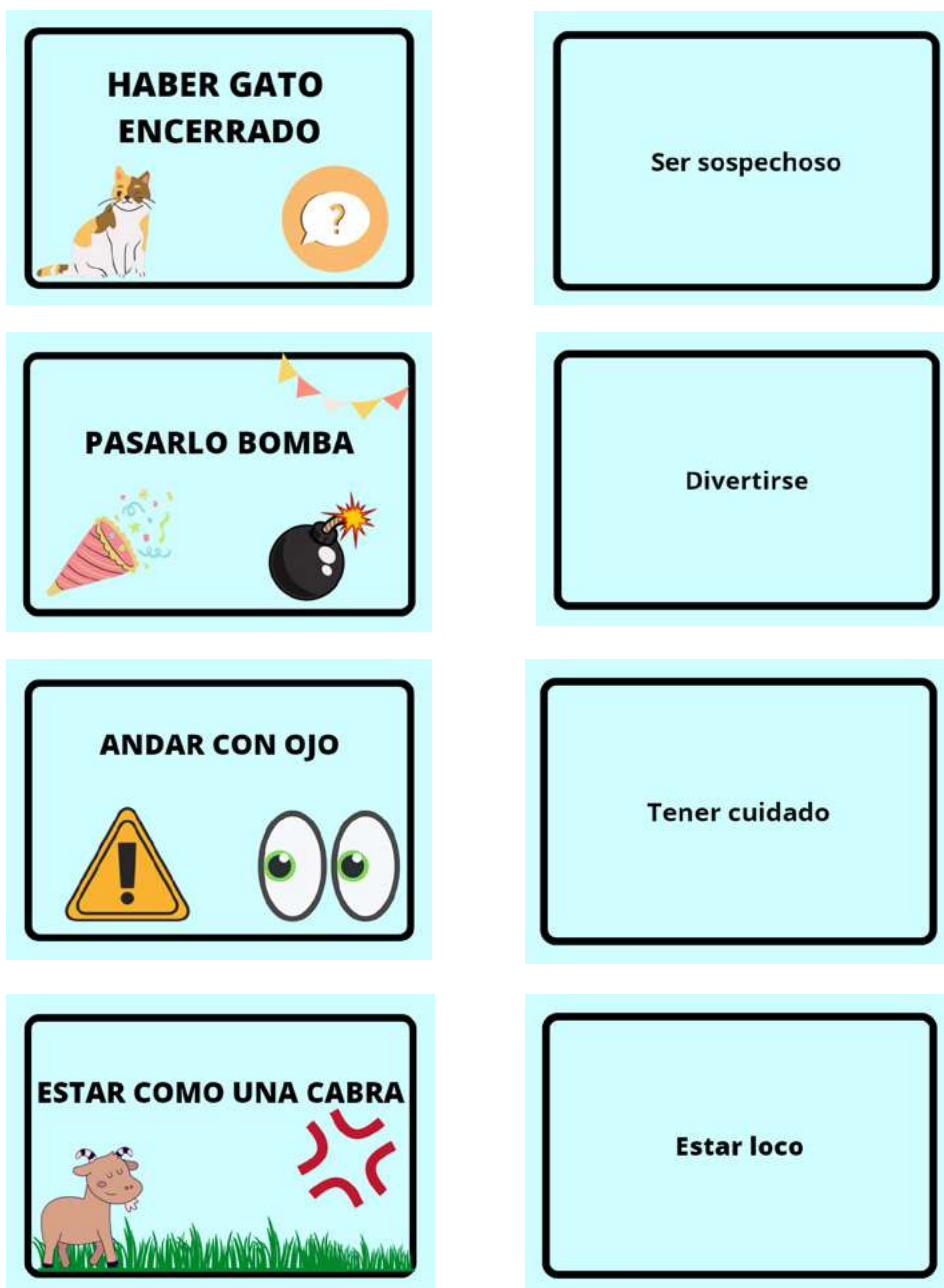 HABER GATO
ENCERRADO
?
Ser sospechoso
PASARLO BOMBA
Divertirse
ANDAR CON OJO
!
Tener cuidado
ESTAR COMO UNA CABRA
Estar loco